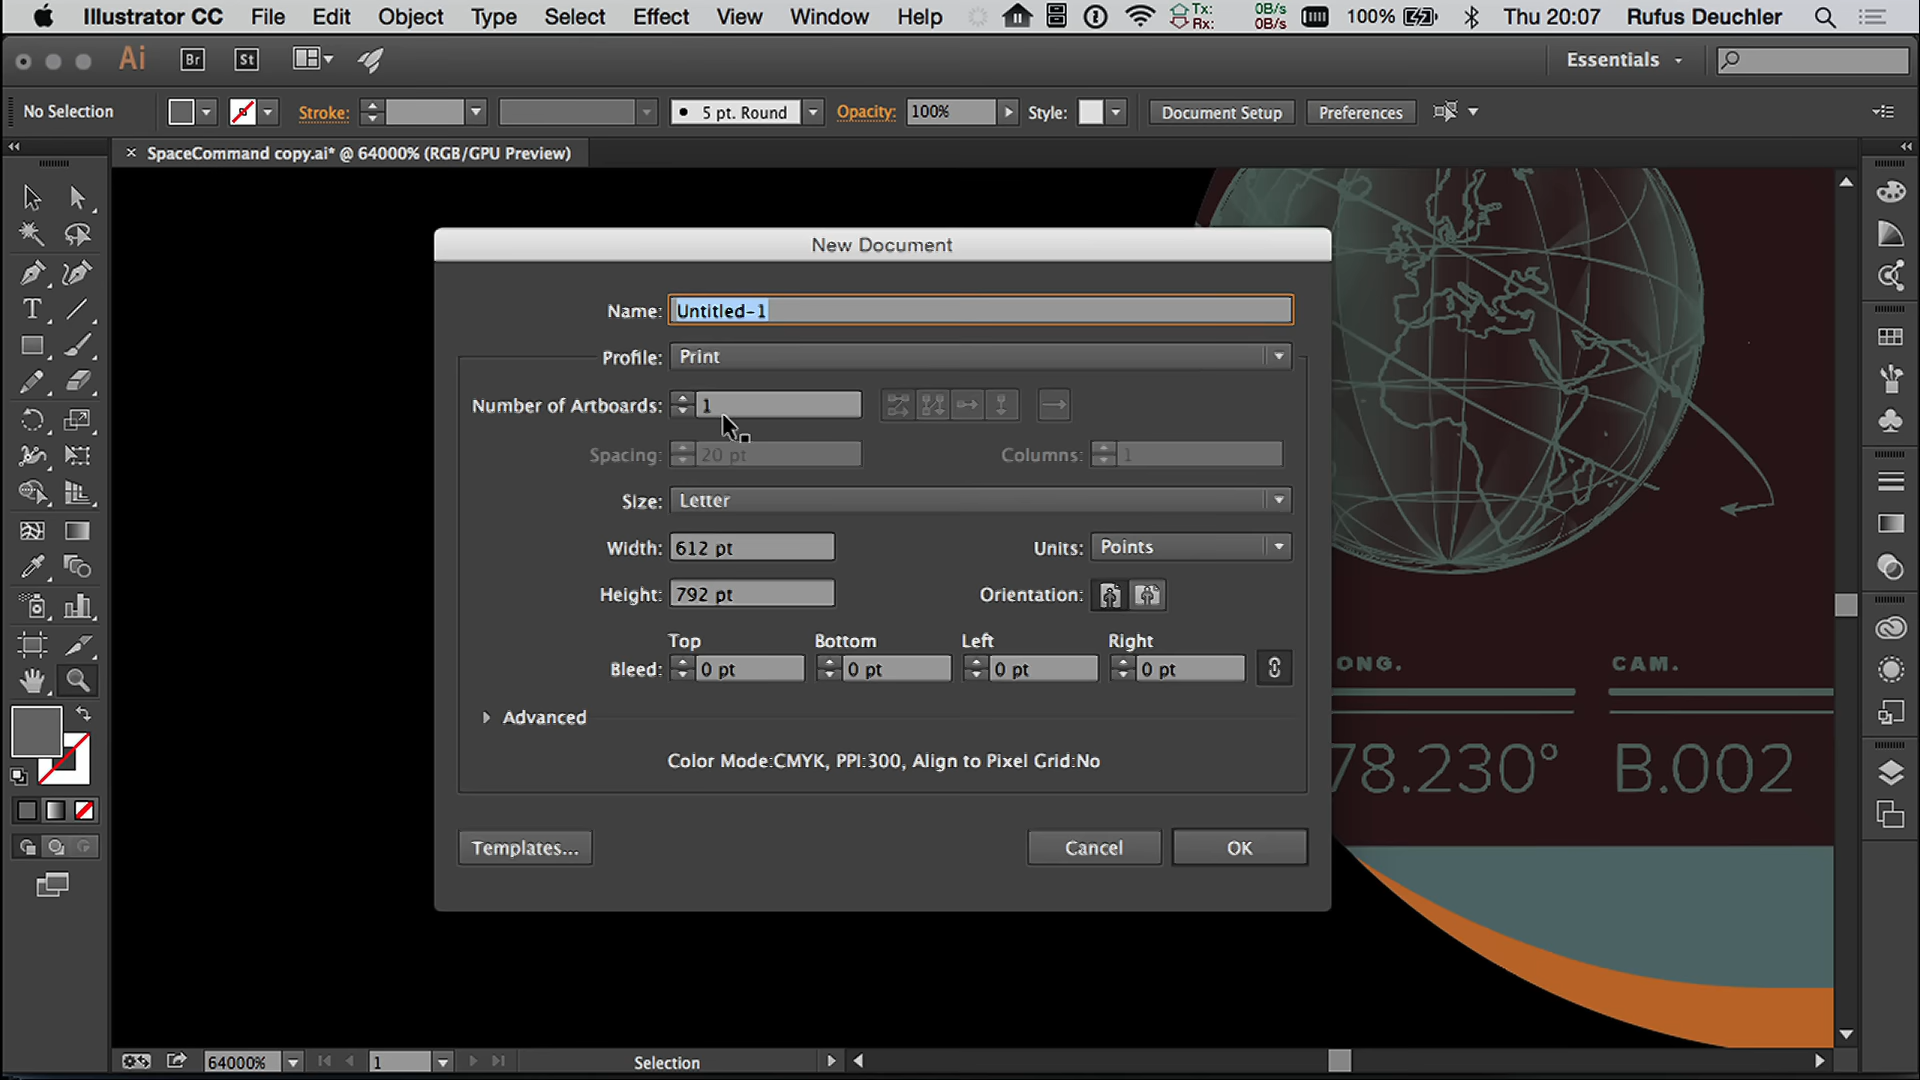 Illustrator CC File Edit Object Type Select Effect View Window Help Tx: Rx: 0B/s 0B/s 100% Thu 20:07 Rufus Deuchler
Ai Br St Essentials
No Selection Stroke: 5 pt. Round Opacity: 100% Style: Document Setup Preferences
× SpaceCommand copy.ai* @ 64000% (RGB/GPU Preview)
New Document
Name: Untitled-1
Profile: Print
Number of Artboards: 1
Spacing: 20 pt Columns: 1
Size: Letter
Width: 612 pt Units: Points
Height: 792 pt Orientation:
Top Bottom Left Right
Bleed: 0 pt 0 pt 0 pt 0 pt
Advanced
Color Mode:CMYK, PPI:300, Align to Pixel Grid:No
Templates... Cancel OK
ONG. CAM.
78.230° B.002
64000% 1 Selection